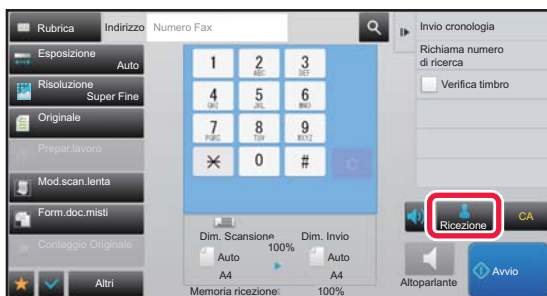 Rubrica
Indirizzo
Numero Fax
Esposizione
Auto
Risoluzione
Super Fine
Originale
Prepar.lavoro
Mod.scan.lenta
Form.doc.misti
Conteggio Originale
Altri
1
2
ABC
3
DEF
4
GHI
5
JKL
6
MNO
7
PQRS
8
TUV
9
WXYZ
0
#
C
Dim. Scansione
100%
Dim. Invio
Auto
Auto
A4
A4
Memoria ricezione:
100%
Invio cronologia
Richiama numero
di ricerca
Verifica timbro
Ricezione
CA
Altoparlante
Avvio